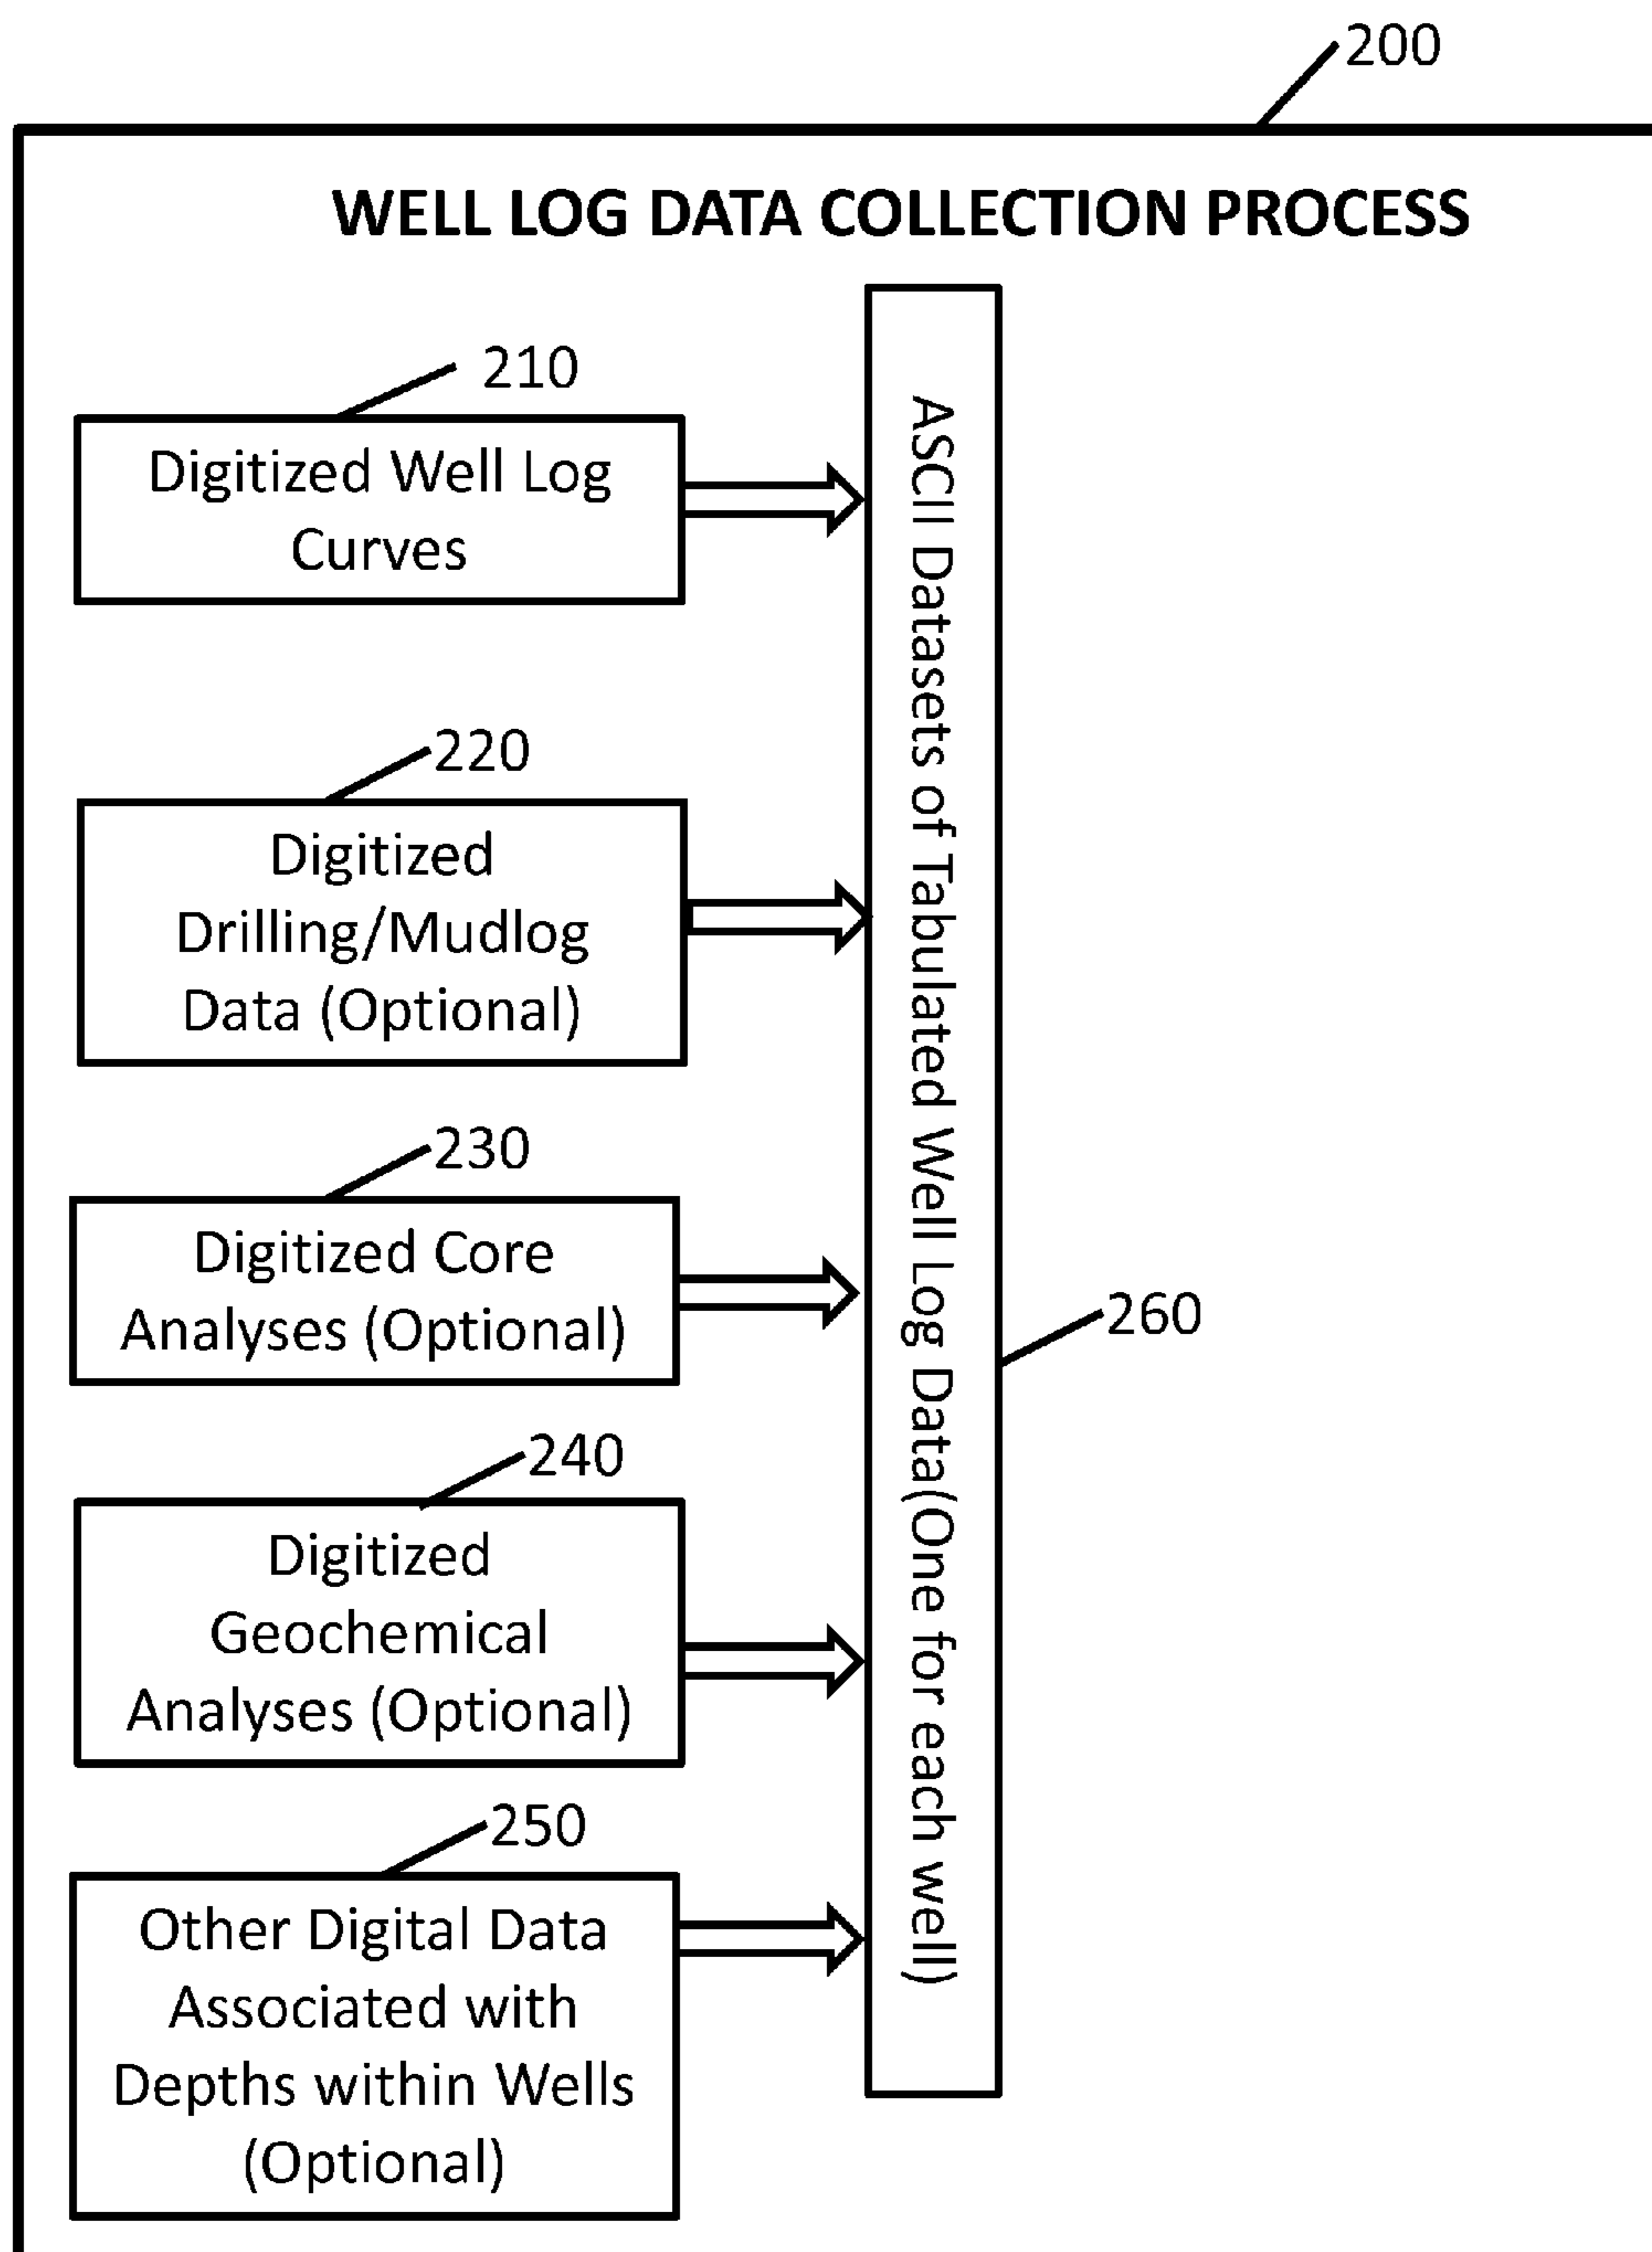 200
WELL LOG DATA COLLECTION PROCESS
210
Digitized Well Log
Curves
220
Digitized
Drilling/Mudlog
Data (Optional)
230
Digitized Core
Analyses (Optional)
240
Digitized
Geochemical
Analyses (Optional)
250
Other Digital Data
Associated with
Depths within Wells
(Optional)
ASCII Datasets of Tabulated Well Log Data(One for each well)
260